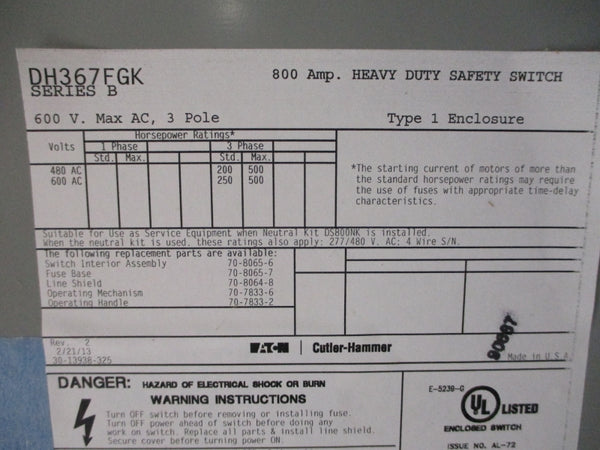 DH367FGK
SERIES B
800 Amp. HEAVY DUTY SAFETY SWITCH
600 V. Max AC, 3 Pole
Type 1 Enclosure
Horsepower Ratings*
Volts 1 Phase 3 Phase
Std. Max. Std. Max.
480 AC 200 500
600 AC 250 500
*The starting current of motors of more than
the standard horsepower ratings may require
the use of fuses with appropriate time-delay
characteristics.
Suitable for Use as Service Equipment when Neutral Kit DS800NK is installed.
When the neutral kit is used, these ratings also apply: 277/480 V. AC: 4 Wire S/N.
The following replacement parts are available:
Switch Interior Assembly 70-8065-6
Fuse Base 70-8065-7
Line Shield 70-8064-8
Operating Mechanism 70-7833-6
Operating Handle 70-7833-2
Rev. 2
2/21/13
30-13938-325
EATON Cutler-Hammer
Made in U.S.A.
DANGER: HAZARD OF ELECTRICAL SHOCK OR BURN
WARNING INSTRUCTIONS
Turn OFF switch before removing or installing fuse.
Turn OFF power ahead of switch before doing any
work on switch. Replace all parts & install line shield.
Secure cover before turning power ON.
E-5239-G
UL LISTED
ENCLOSED SWITCH
ISSUE NO. AL-72